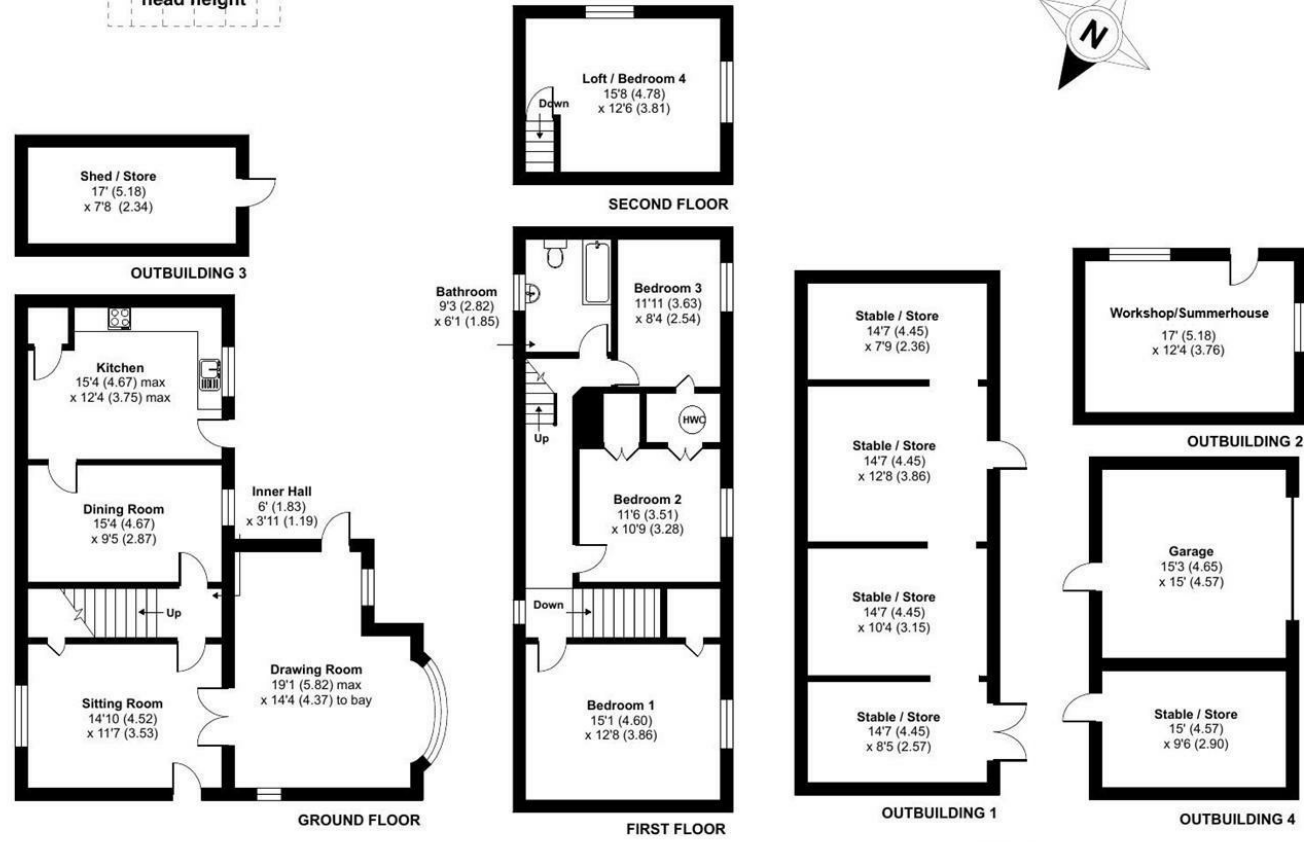 head height
N
Loft / Bedroom 4
15'8 (4.78)
x 12'6 (3.81)
Down
SECOND FLOOR
Shed / Store
17' (5.18)
x 7'8 (2.34)
OUTBUILDING 3
Kitchen
15'4 (4.67) max
x 12'4 (3.75) max
Dining Room
15'4 (4.67)
x 9'5 (2.87)
Inner Hall
6' (1.83)
x 3'11 (1.19)
Up
Sitting Room
14'10 (4.52)
x 11'7 (3.53)
Drawing Room
19'1 (5.82) max
x 14'4 (4.37) to bay
GROUND FLOOR
Bathroom
9'3 (2.82)
x 6'1 (1.85)
Bedroom 3
11'11 (3.63)
x 8'4 (2.54)
Up
HWC
Bedroom 2
11'6 (3.51)
x 10'9 (3.28)
Down
Bedroom 1
15'1 (4.60)
x 12'8 (3.86)
FIRST FLOOR
Stable / Store
14'7 (4.45)
x 7'9 (2.36)
Stable / Store
14'7 (4.45)
x 12'8 (3.86)
Stable / Store
14'7 (4.45)
x 10'4 (3.15)
Stable / Store
14'7 (4.45)
x 8'5 (2.57)
OUTBUILDING 1
Workshop/Summerhouse
17' (5.18)
x 12'4 (3.76)
OUTBUILDING 2
Garage
15'3 (4.65)
x 15' (4.57)
Stable / Store
15' (4.57)
x 9'6 (2.90)
OUTBUILDING 4